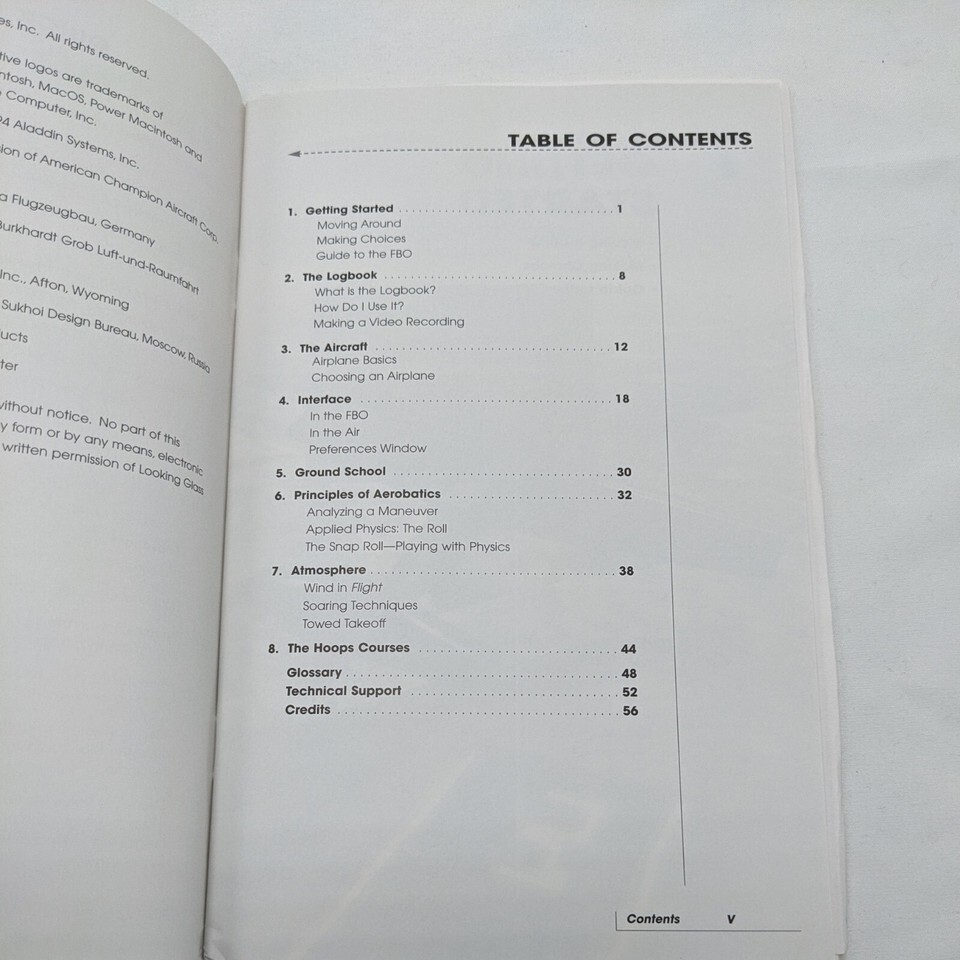 es, Inc. All rights reserved.
tive logos are trademarks of
ntosh, MacOS, Power Macintosh and
Computer, Inc.
94 Aladdin Systems, Inc.
ion of American Champion Aircraft Corp.
a Flugzeugbau, Germany
Burkhardt Grob Luft-und-Raumfahrt
Inc., Afton, Wyoming
Sukhoi Design Bureau, Moscow, Russia
ucts
ter
without notice. No part of this
y form or by any means, electronic
written permission of Looking Glass
TABLE OF CONTENTS
1. Getting Started . . . . . . . . . . . . . . . . . . . . . . . . . . . . . . 1
Moving Around
Making Choices
Guide to the FBO
2. The Logbook . . . . . . . . . . . . . . . . . . . . . . . . . . . . . . . . 8
What is the Logbook?
How Do I Use It?
Making a Video Recording
3. The Aircraft . . . . . . . . . . . . . . . . . . . . . . . . . . . . . . . . . 12
Airplane Basics
Choosing an Airplane
4. Interface . . . . . . . . . . . . . . . . . . . . . . . . . . . . . . . . . . . 18
In the FBO
In the Air
Preferences Window
5. Ground School . . . . . . . . . . . . . . . . . . . . . . . . . . . . . . 30
6. Principles of Aerobatics . . . . . . . . . . . . . . . . . . . . . . . 32
Analyzing a Maneuver
Applied Physics: The Roll
The Snap Roll—Playing with Physics
7. Atmosphere . . . . . . . . . . . . . . . . . . . . . . . . . . . . . . . . . 38
Wind in Flight
Soaring Techniques
Towed Takeoff
8. The Hoops Courses . . . . . . . . . . . . . . . . . . . . . . . . . . . 44
Glossary . . . . . . . . . . . . . . . . . . . . . . . . . . . . . . . . . . . . . 48
Technical Support . . . . . . . . . . . . . . . . . . . . . . . . . . . . 52
Credits . . . . . . . . . . . . . . . . . . . . . . . . . . . . . . . . . . . . . . 56
Contents V